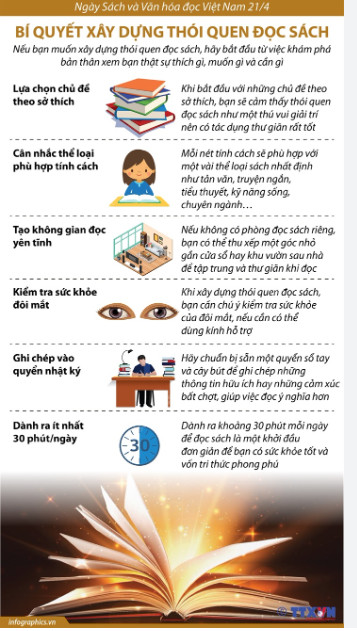 Ngày Sách và Văn hóa đọc Việt Nam 21/4
BÍ QUYẾT XÂY DỰNG THÓI QUEN ĐỌC SÁCH
Nếu bạn muốn xây dựng thói quen đọc sách, hãy bắt đầu từ việc khám phá
bản thân xem bạn thật sự thích gì, muốn gì và cần gì
Lựa chọn chủ đề
theo sở thích
Khi bắt đầu với những chủ đề theo
sở thích, bạn sẽ cảm thấy thói quen
đọc sách như một thú vui giải trí
nên có tác dụng thư giãn rất tốt
Cân nhắc thể loại
phù hợp tính cách
Mỗi nét tính cách sẽ phù hợp với
một vài thể loại sách nhất định
như tản văn, truyện ngắn,
tiểu thuyết, kỹ năng sống,
chuyên ngành...
Tạo không gian đọc
yên tĩnh
Nếu không có phòng đọc sách riêng,
bạn có thể thu xếp một góc nhỏ
gần cửa sổ hay khu vườn sau nhà
để tập trung và thư giãn khi đọc
Kiểm tra sức khỏe
đôi mắt
Khi xây dựng thói quen đọc sách,
bạn cần chú ý kiểm tra sức khỏe
của đôi mắt, nếu cần có thể
dùng kính hỗ trợ
Ghi chép vào
quyển nhật ký
Hãy chuẩn bị sẵn một quyển sổ tay
và cây bút để ghi chép những
thông tin hữu ích hay những cảm xúc
bất chợt, giúp việc đọc ý nghĩa hơn
Dành ra ít nhất
30 phút/ngày
30
Dành ra khoảng 30 phút mỗi ngày
để đọc sách là một khởi đầu
đơn giản để bạn có sức khỏe tốt và
vốn tri thức phong phú
TTXVN
infographics.vn